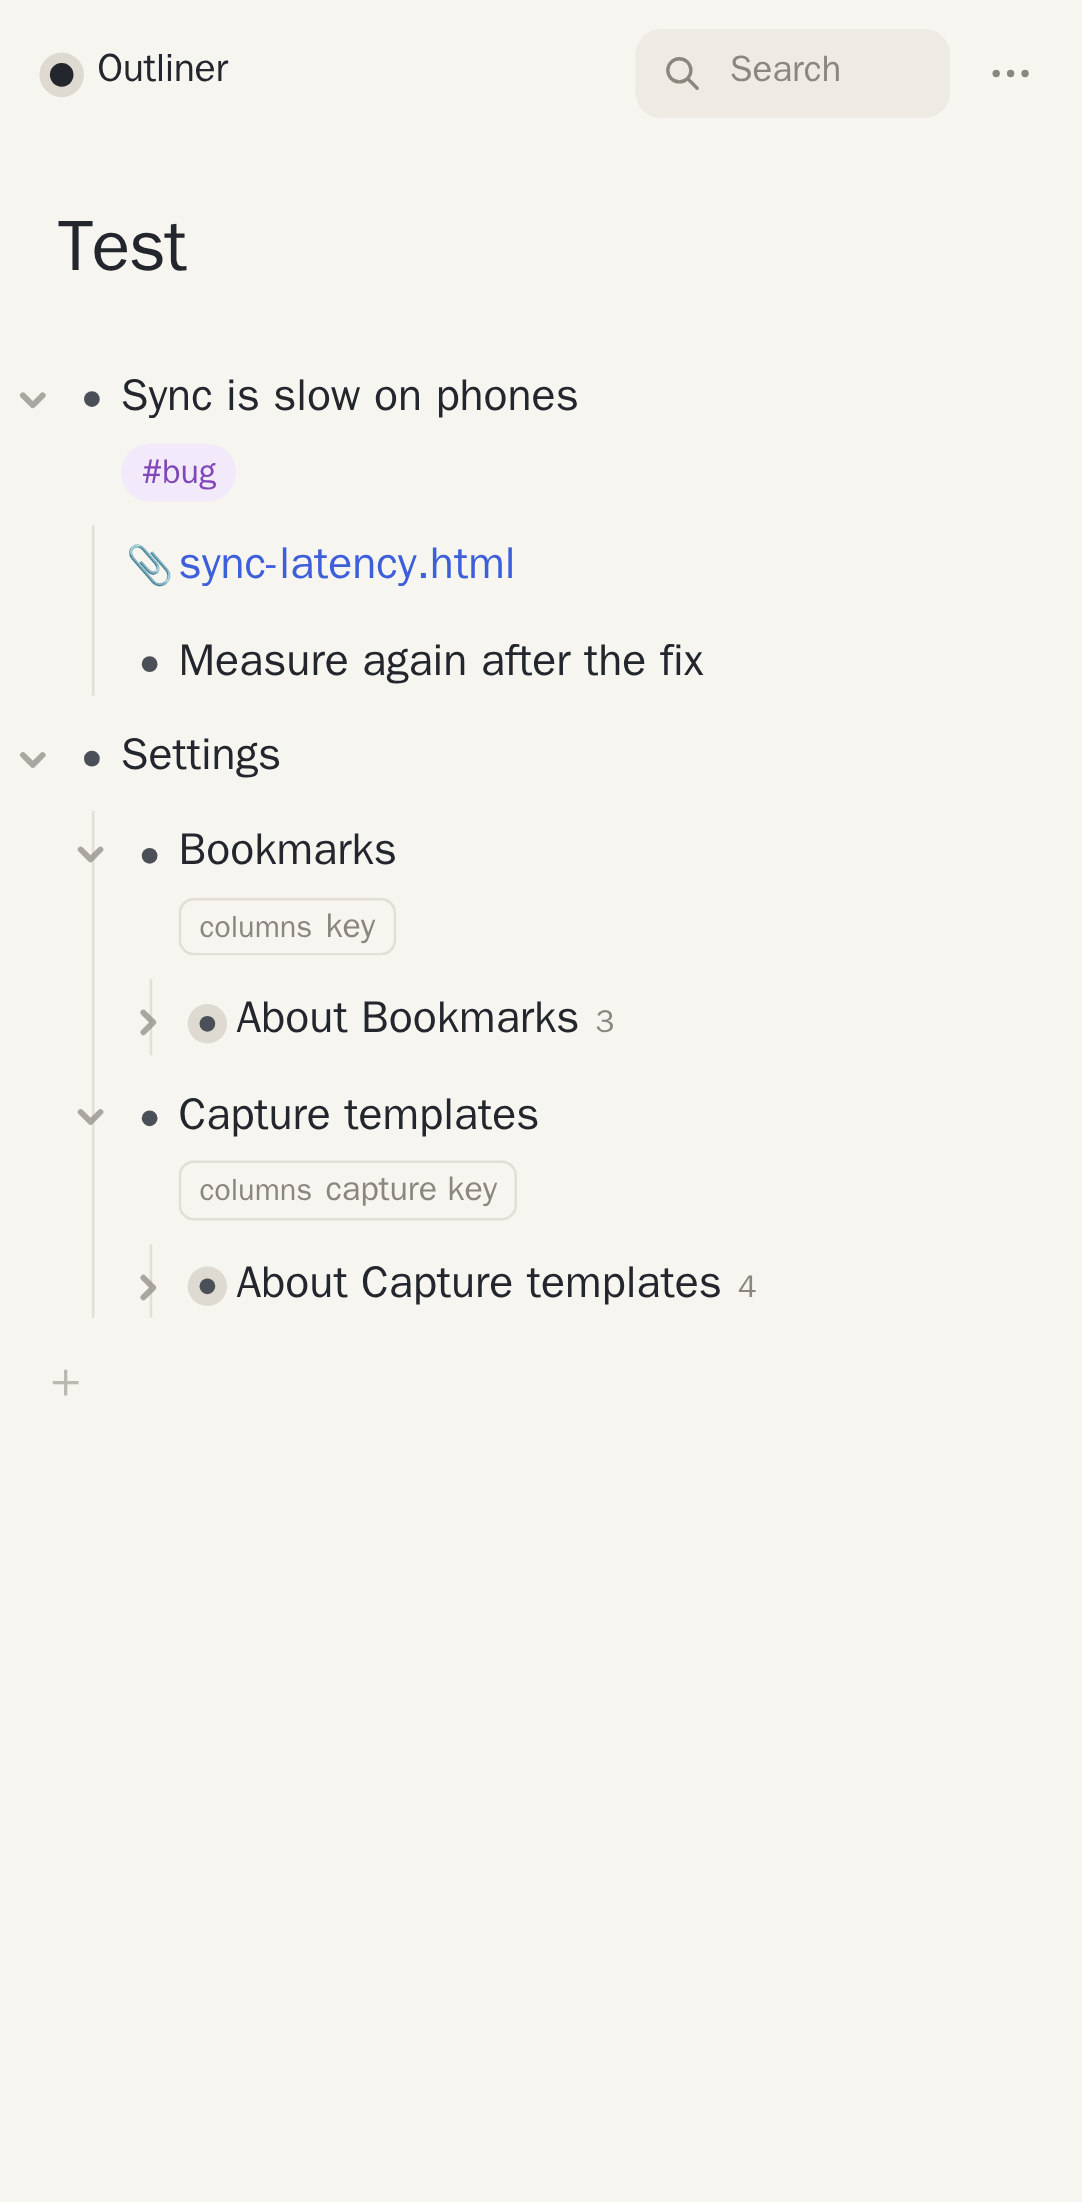 Outliner
Search
Test
Sync is slow on phones
#bug
sync-latency.html
Measure again after the fix
Settings
Bookmarks
columns key
About Bookmarks 3
Capture templates
columns capture key
About Capture templates 4